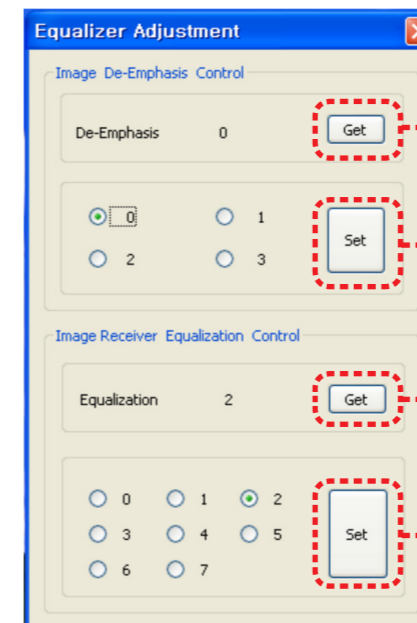 Equalizer Adjustment
Image De-Emphasis Control
De-Emphasis 0 Get
0 1
Set
2 3
Image Receiver Equalization Control
Equalization 2 Get
0 1 2
3 4 5 Set
6 7